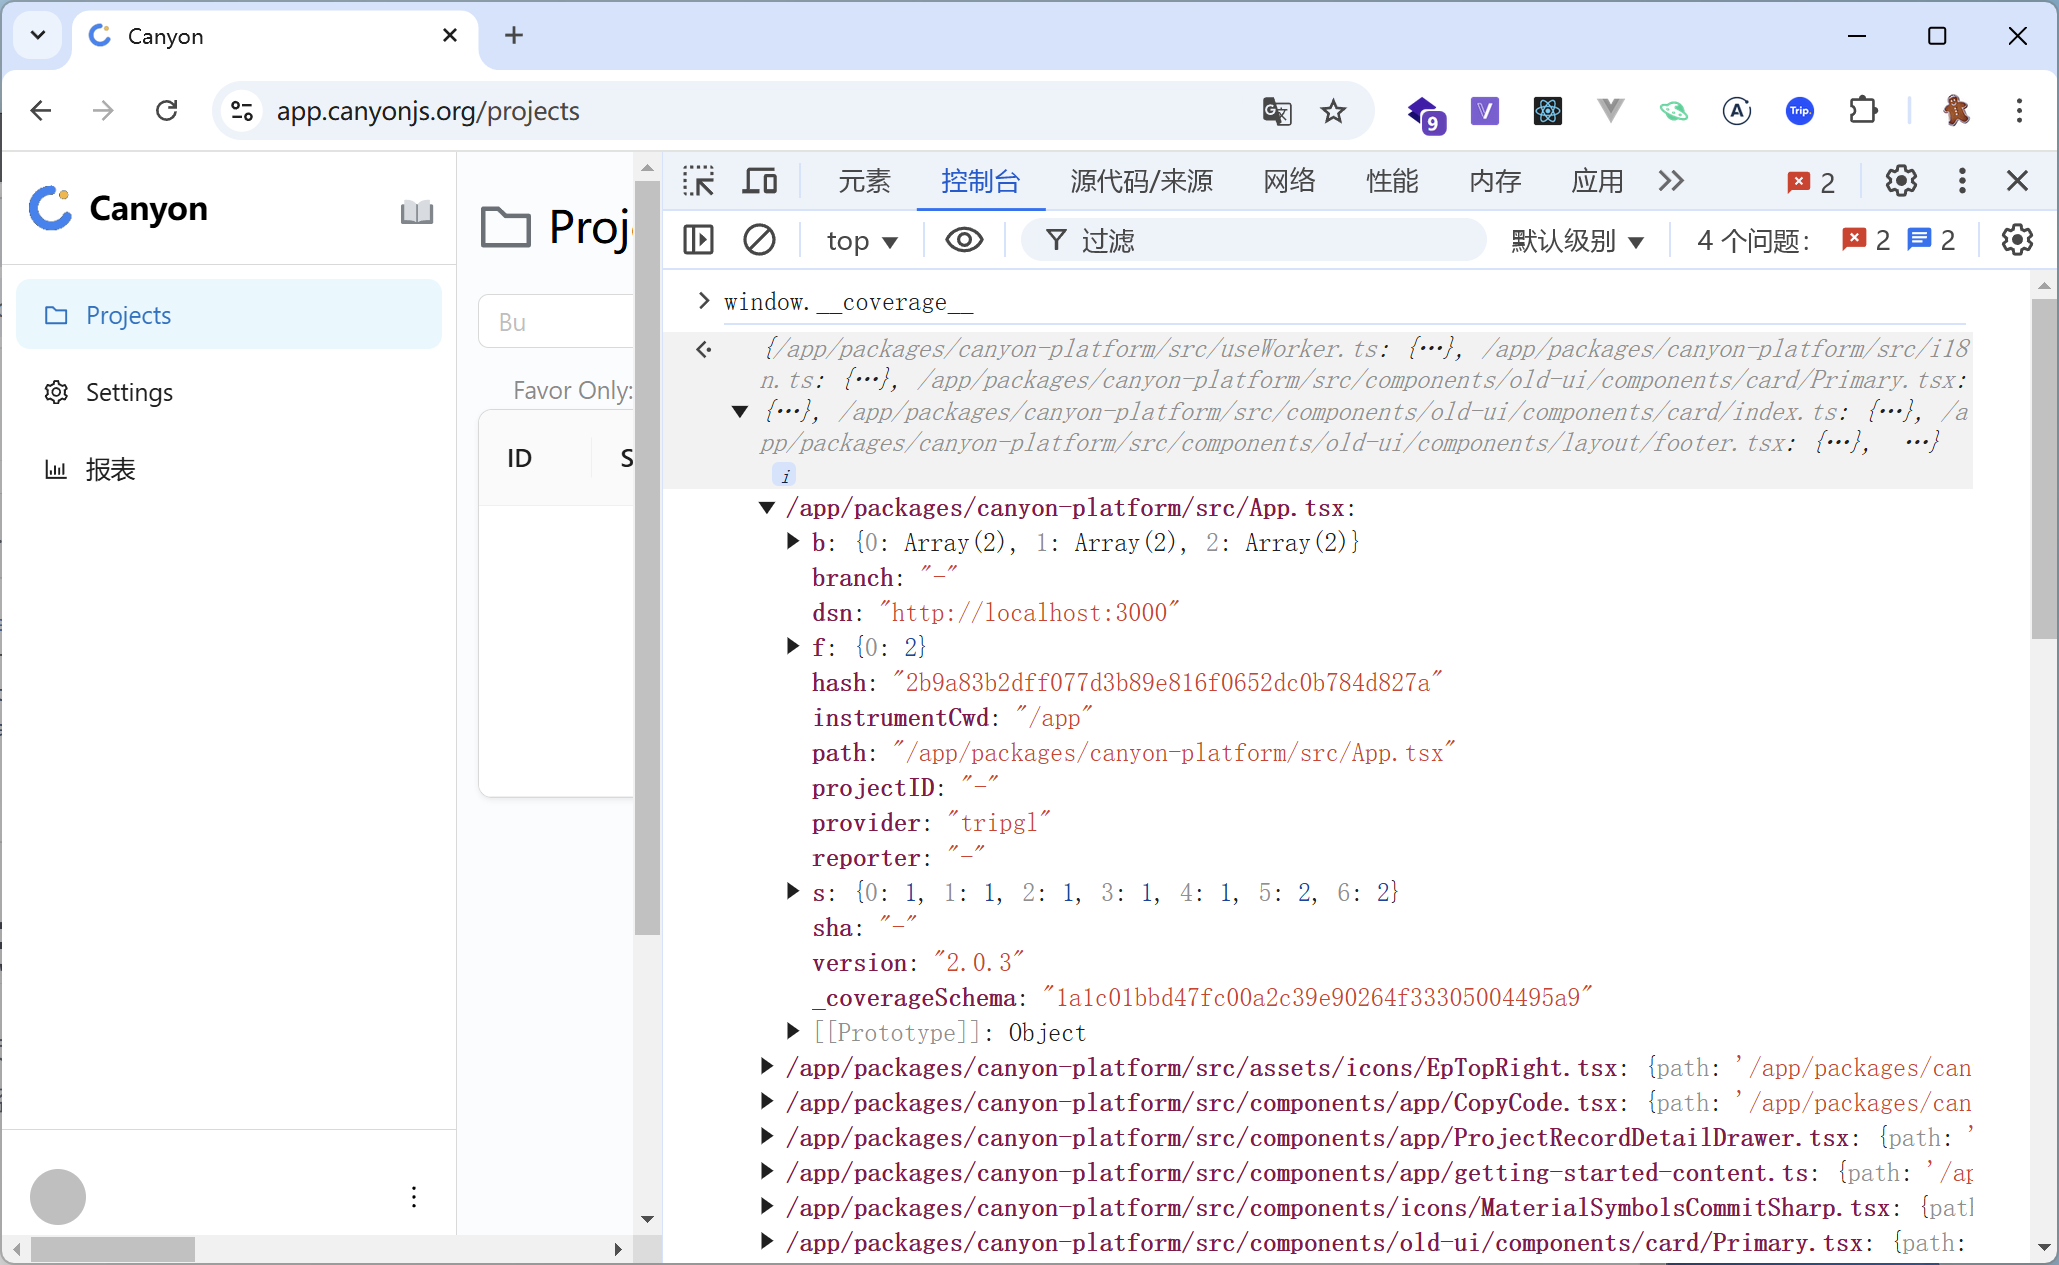 Canyon
app.canyonjs.org/projects
9
V
A
Trip.
Canyon
Projects
Settings
报表
Proj
Bu
Favor Only:
ID
S
元素
控制台
源代码/来源
网络
性能
内存
应用
2
top
过滤
默认级别
4 个问题:
2
2
window.__coverage__
{/app/packages/canyon-platform/src/useWorker.ts: {…}, /app/packages/canyon-platform/src/i18
n.ts: {…}, /app/packages/canyon-platform/src/components/old-ui/components/card/Primary.tsx:
{…}, /app/packages/canyon-platform/src/components/old-ui/components/card/index.ts: {…}, /a
pp/packages/canyon-platform/src/components/old-ui/components/layout/footer.tsx: {…}, …}
i
/app/packages/canyon-platform/src/App.tsx:
b: {0: Array(2), 1: Array(2), 2: Array(2)}
branch: "-"
dsn: "http://localhost:3000"
f: {0: 2}
hash: "2b9a83b2dff077d3b89e816f0652dc0b784d827a"
instrumentCwd: "/app"
path: "/app/packages/canyon-platform/src/App.tsx"
projectID: "-"
provider: "tripgl"
reporter: "-"
s: {0: 1, 1: 1, 2: 1, 3: 1, 4: 1, 5: 2, 6: 2}
sha: "-"
version: "2.0.3"
_coverageSchema: "1a1c01bbd47fc00a2c39e90264f33305004495a9"
[[Prototype]]: Object
/app/packages/canyon-platform/src/assets/icons/EpTopRight.tsx: {path: '/app/packages/can
/app/packages/canyon-platform/src/components/app/CopyCode.tsx: {path: '/app/packages/can
/app/packages/canyon-platform/src/components/app/ProjectRecordDetailDrawer.tsx: {path: '
/app/packages/canyon-platform/src/components/app/getting-started-content.ts: {path: '/ap
/app/packages/canyon-platform/src/components/icons/MaterialSymbolsCommitSharp.tsx: {path
/app/packages/canyon-platform/src/components/old-ui/components/card/Primary.tsx: {path: